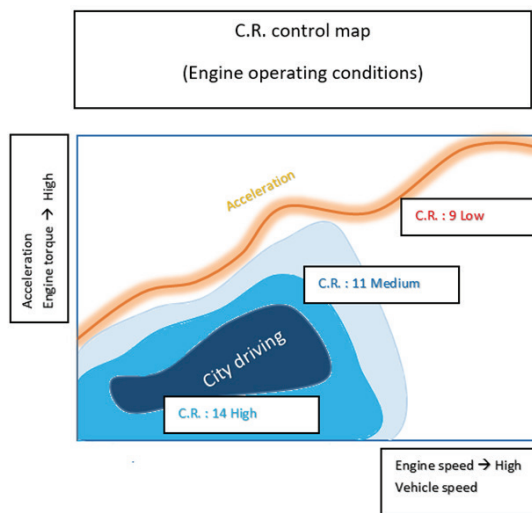 C.R. control map
(Engine operating conditions)
Acceleration
Engine torque → High
Acceleration
C.R. : 9 Low
C.R. : 11 Medium
City driving
C.R. : 14 High
Engine speed → High
Vehicle speed